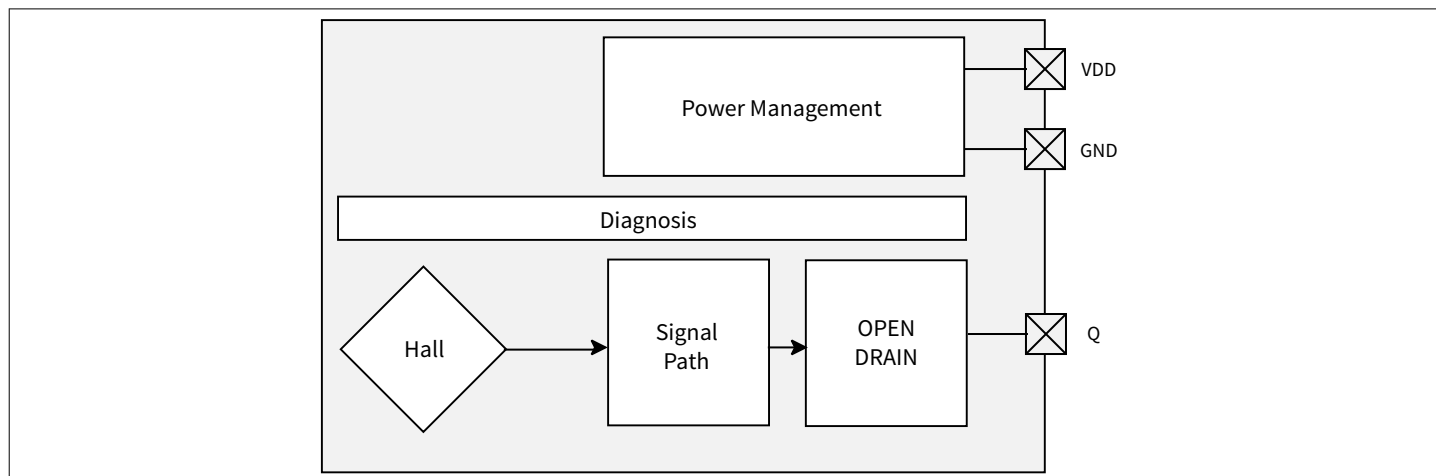 Power Management
VDD
GND
Diagnosis
Hall
Signal
Path
OPEN
DRAIN
Q